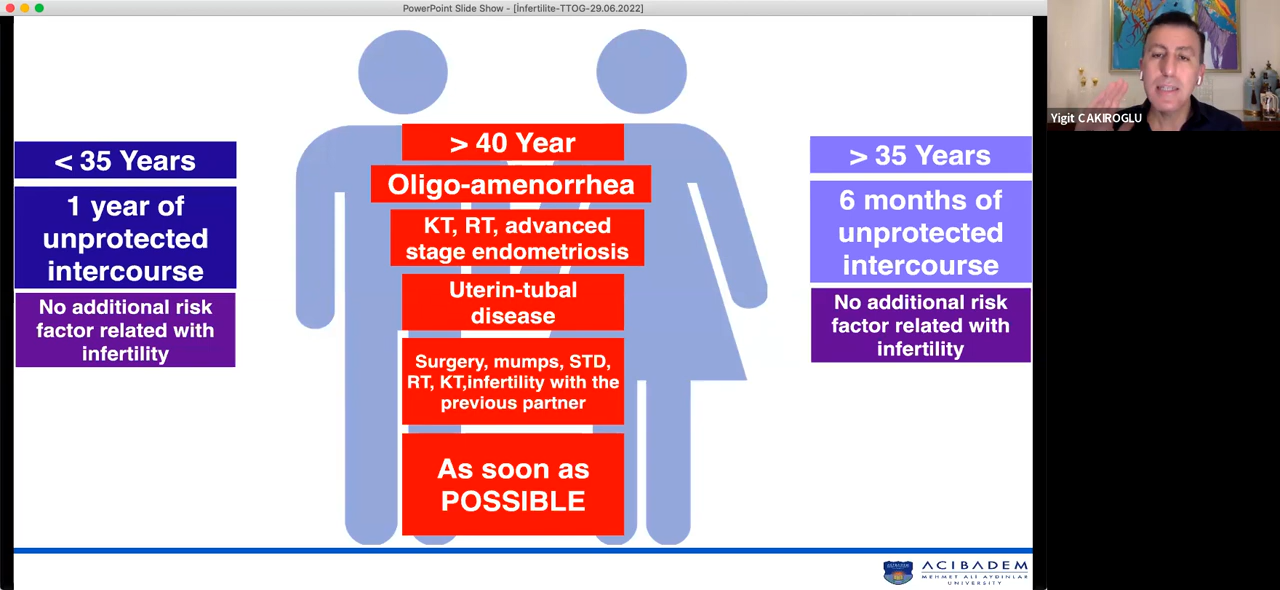 PowerPoint Slide Show - [İnfertilite-TTOG-29.06.2022]
< 35 Years
1 year of
unprotected
intercourse
No additional risk
factor related with
infertility
> 40 Year
Oligo-amenorrhea
KT, RT, advanced
stage endometriosis
Uterin-tubal
disease
Surgery, mumps, STD,
RT, KT,infertility with the
previous partner
As soon as
POSSIBLE
> 35 Years
6 months of
unprotected
intercourse
No additional risk
factor related with
infertility
Yigit CAKIROGLU
ACIBADEM
MEHMET ALİ AYDINLAR
UNIVERSITY